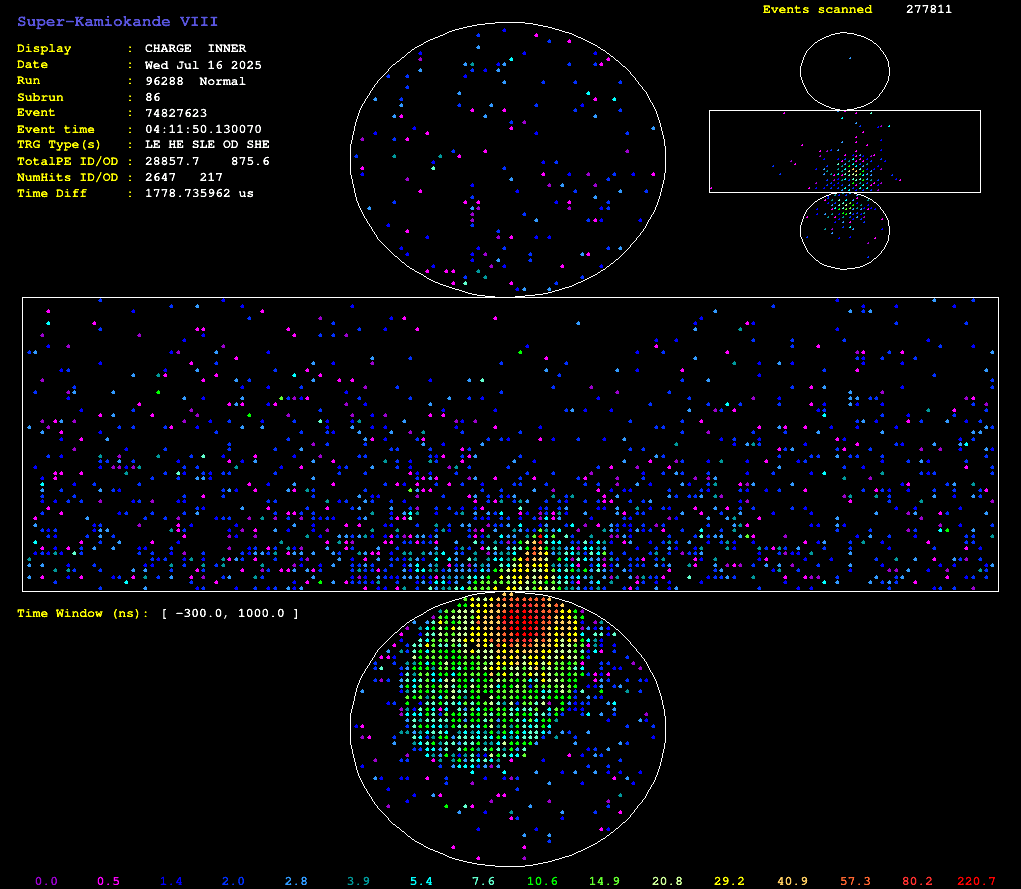 Super-Kamiokande VIII
Events scanned 277811
Display : CHARGE INNER
Date : Wed Jul 16 2025
Run : 96288 Normal
Subrun : 86
Event : 74827623
Event time : 04:11:50.130070
TRG Type(s) : LE HE SLE OD SHE
TotalPE ID/OD : 28857.7 875.6
NumHits ID/OD : 2647 217
Time Diff : 1778.735962 us
Time Window (ns): [ -300.0, 1000.0 ]
0.0 0.5 1.4 2.0 2.8 3.9 5.4 7.6 10.6 14.9 20.8 29.2 40.9 57.3 80.2 220.7